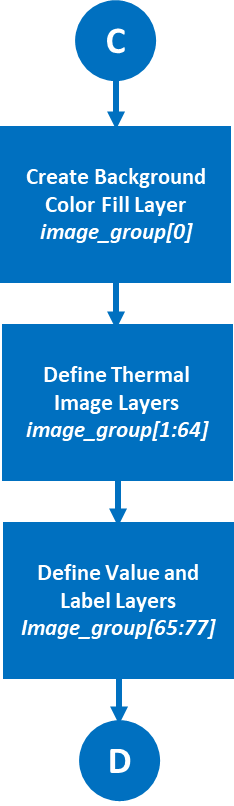 C
Create Background
Color Fill Layer
image_group[0]
Define Thermal
Image Layers
image_group[1:64]
Define Value and
Label Layers
Image_group[65:77]
D